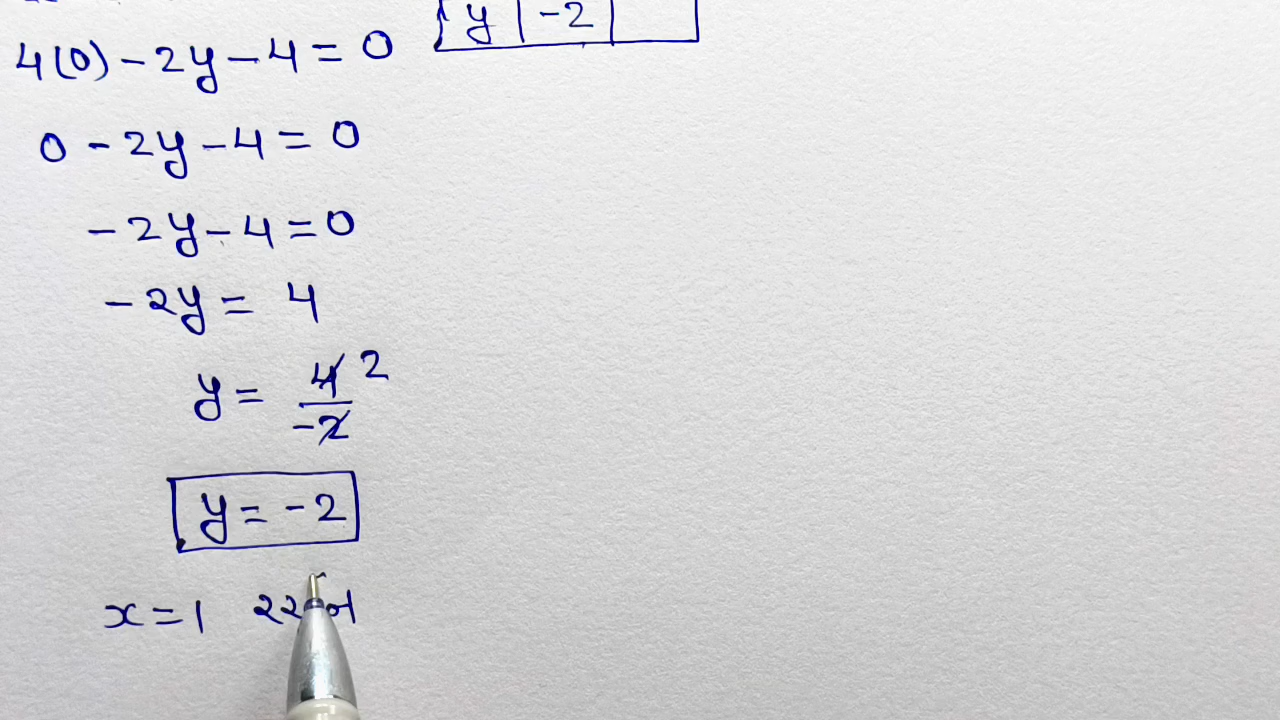 y | -2
4(0) - 2y - 4 = 0
0 - 2y - 4 = 0
-2y - 4 = 0
-2y = 4
y = 4/-2 2
y = -2
x = 1